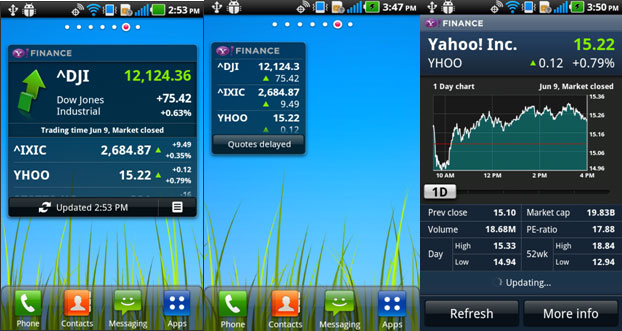 2:53 PM
Y! FINANCE
^DJI 12,124.36
Dow Jones +75.42
Industrial +0.63%
Trading time Jun 9, Market closed
^IXIC 2,684.87 +9.49
+0.35%
YHOO 15.22 +0.12
+0.79%
Updated 2:53 PM
Phone Contacts Messaging Apps
3:47 PM
Y! FINANCE
^DJI 12,124.3
75.42
^IXIC 2,684.87
9.49
YHOO 15.22
0.12
Quotes delayed
Phone Contacts Messaging Apps
3:50 PM
Y! FINANCE
Yahoo! Inc. 15.22
YHOO 0.12 +0.79%
1 Day chart Jun 9, Market closed
15.36
15.26
15.16
15.06
14.96
10 AM 12 PM 2 PM 4 PM
1D
Prev close 15.10 Market cap 19.83B
Volume 18.68M PE-ratio 17.88
Day High 15.33 52wk High 18.84
Low 14.94 Low 12.94
Updating...
Refresh More info